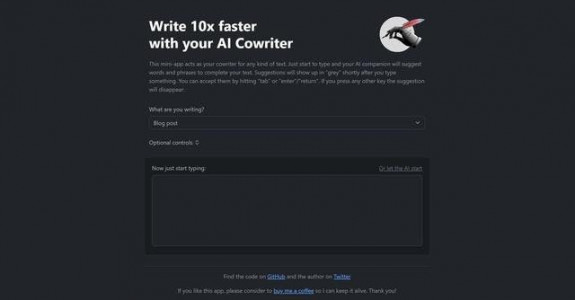 Write 10x faster
with your AI Cowriter
This mini-app acts as your cowriter for any kind of text. Just start to type and your AI companion will suggest
words and phrases to complete your text. Suggestions will show up in "grey" shortly after you type
something. You can accept them by hitting "tab" or "enter"/"return". If you press any other key the suggestion
will disappear.
What are you writing?
Blog post
Optional controls
Now just start typing:
Or let the AI start
Find the code on GitHub and the author on Twitter
If you like this app, please consider to buy me a coffee so I can keep it alive. Thank you!